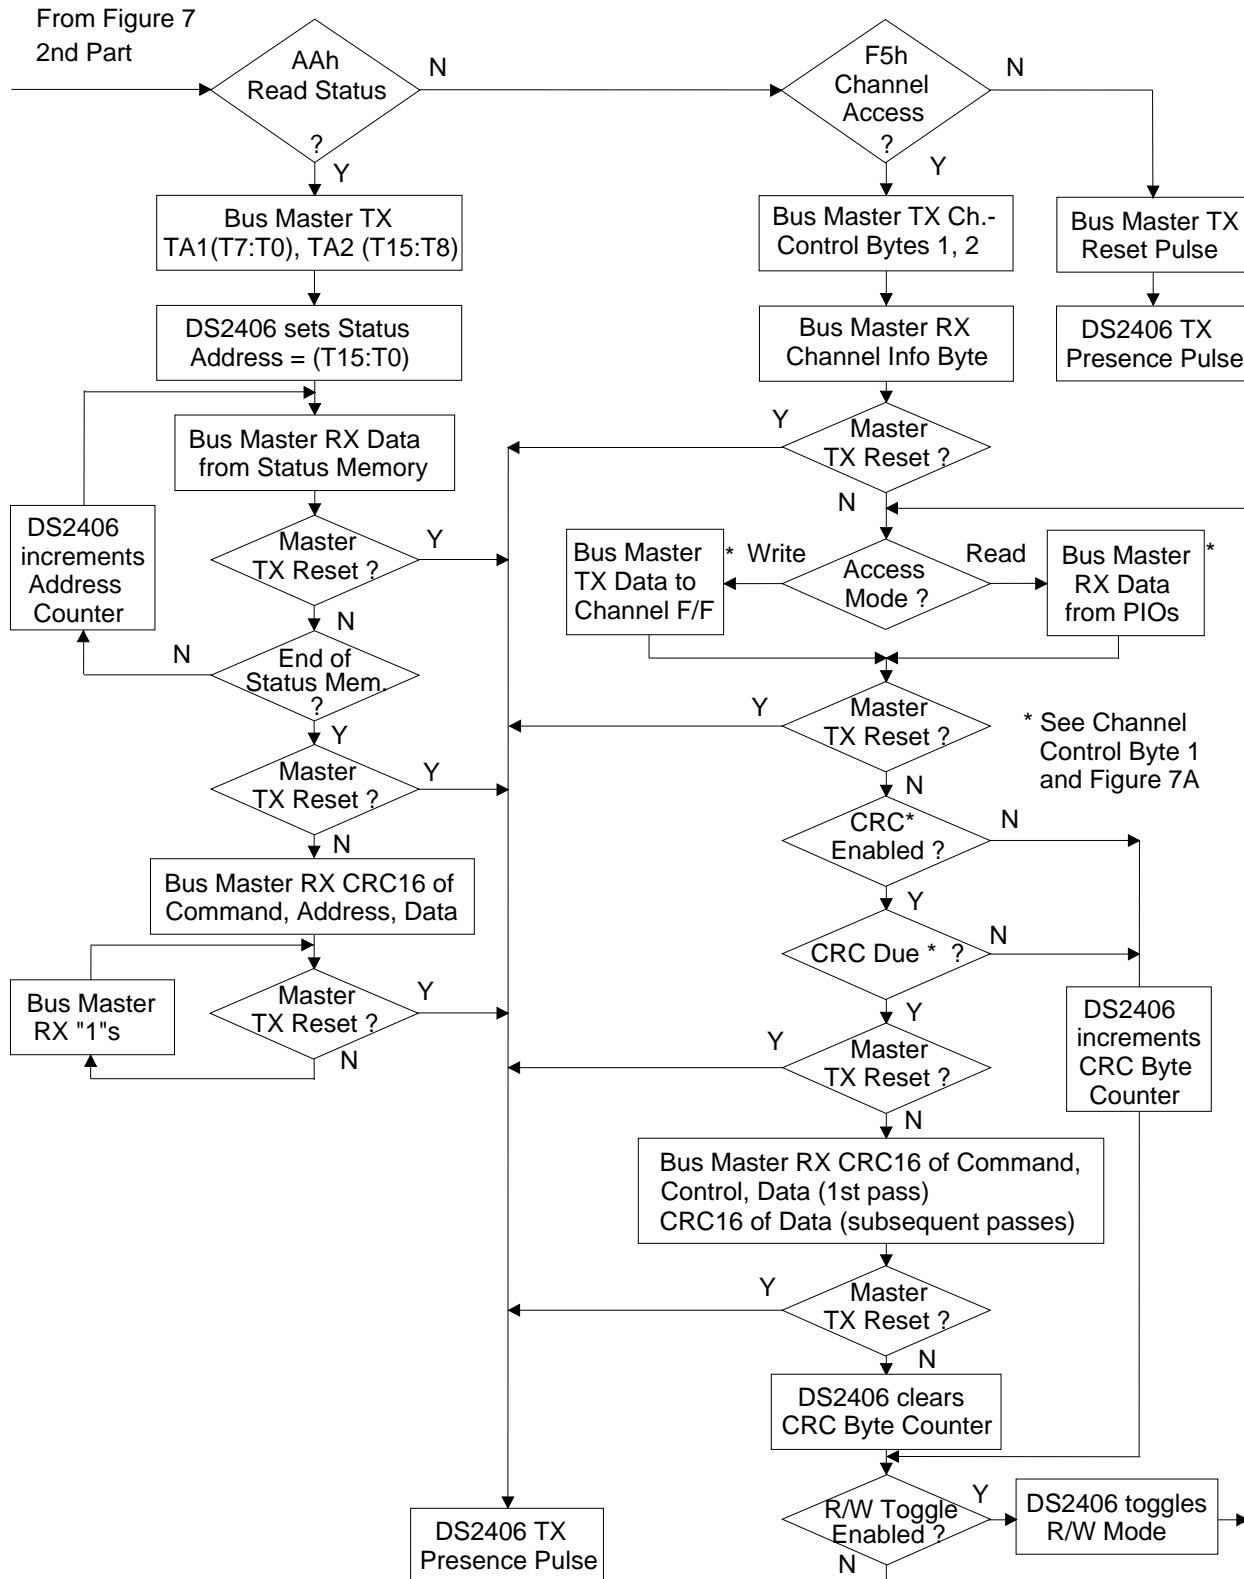 From Figure 7
2nd Part
AAh
Read Status
?
N
Y
Bus Master TX
TA1(T7:T0), TA2 (T15:T8)
DS2406 sets Status
Address = (T15:T0)
Bus Master RX Data
from Status Memory
DS2406
increments
Address
Counter
Master
TX Reset ?
Y
N
End of
Status Mem.
?
N
Y
Master
TX Reset ?
Y
N
Bus Master RX CRC16 of
Command, Address, Data
Bus Master
RX "1"s
Master
TX Reset ?
Y
N
F5h
Channel
Access
?
N
Y
Bus Master TX Ch.-
Control Bytes 1, 2
Bus Master TX
Reset Pulse
Bus Master RX
Channel Info Byte
DS2406 TX
Presence Pulse
Y
Master
TX Reset ?
N
Bus Master
TX Data to
Channel F/F
* Write
Access
Mode ?
Read
Bus Master
RX Data
from PIOs
*
Y
Master
TX Reset ?
N
* See Channel
Control Byte 1
and Figure 7A
CRC*
Enabled ?
N
Y
CRC Due * ?
N
Y
DS2406
increments
CRC Byte
Counter
Y
Master
TX Reset ?
N
Bus Master RX CRC16 of Command,
Control, Data (1st pass)
CRC16 of Data (subsequent passes)
Y
Master
TX Reset ?
N
DS2406 clears
CRC Byte Counter
R/W Toggle
Enabled ?
Y
N
DS2406 toggles
R/W Mode
DS2406 TX
Presence Pulse